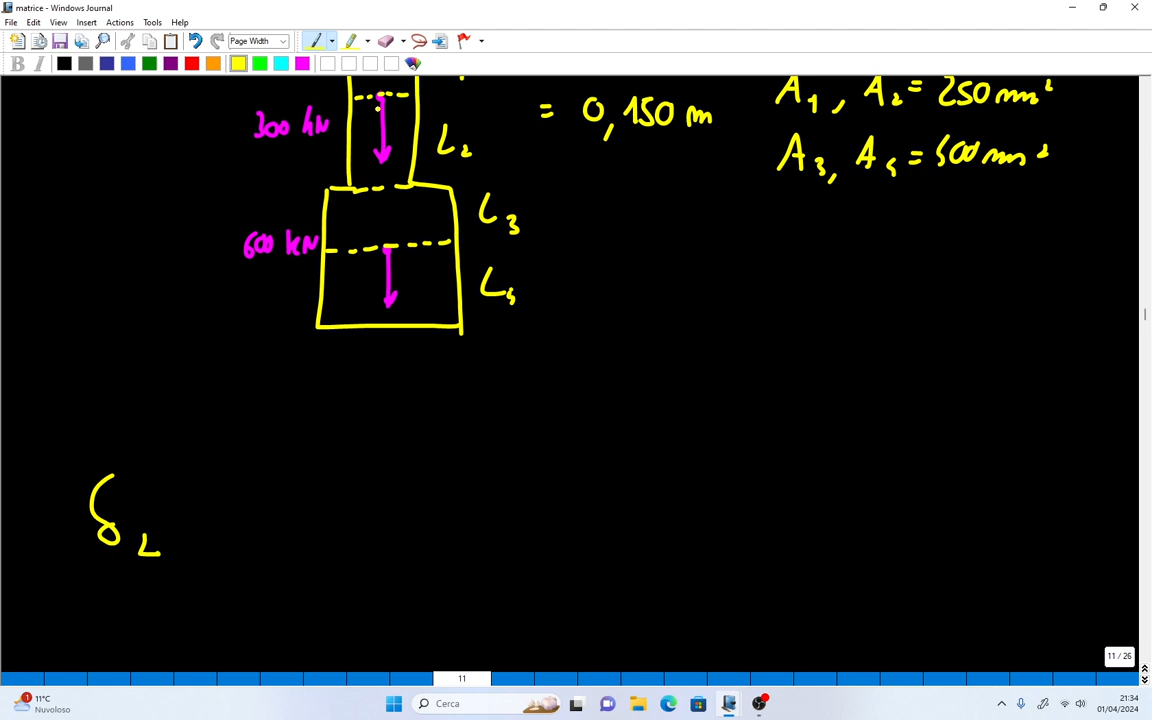 matrice - Windows Journal
File Edit View Insert Actions Tools Help
Page Width
B I
300 kN
L₂
= 0,150 m
A₁, A₂ = 250 mm²
A₃, A₄ = 400 mm²
L₃
600 kN
L₄
δ L
11 / 26
11
1
11°C
Nuvoloso
Cerca
21:34
01/04/2024